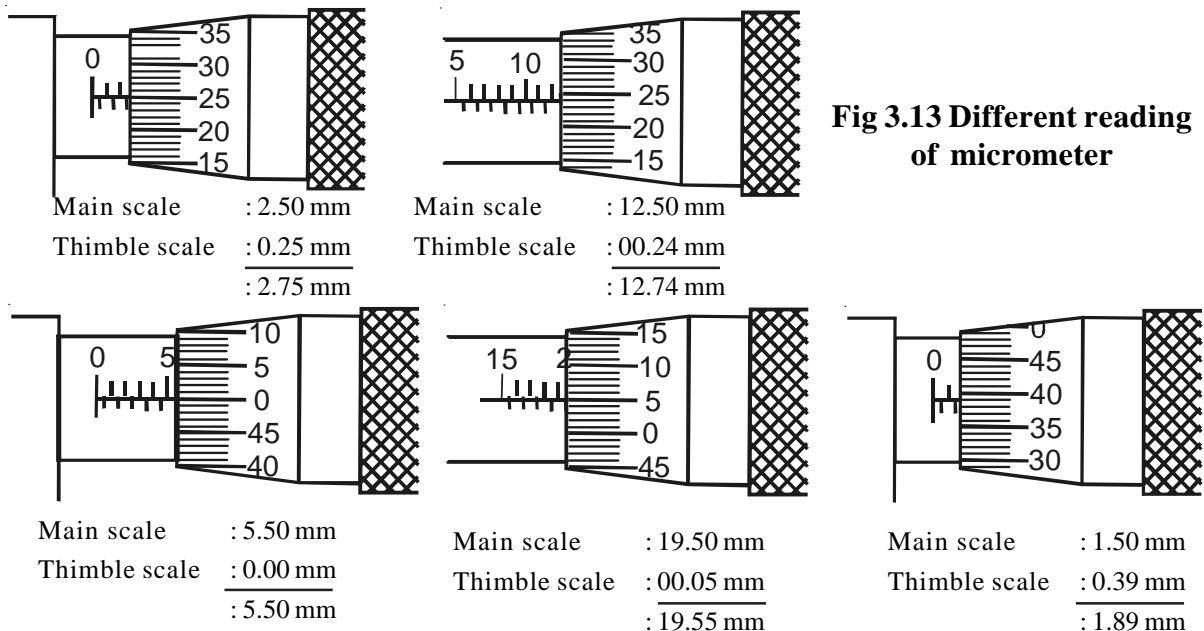 35
0
30
25
20
15
Main scale : 2.50 mm
Thimble scale : 0.25 mm
: 2.75 mm
35
5 10
30
25
20
15
Main scale : 12.50 mm
Thimble scale : 00.24 mm
: 12.74 mm
Fig 3.13 Different reading
of micrometer
10
0 5
5
0
45
40
Main scale : 5.50 mm
Thimble scale : 0.00 mm
: 5.50 mm
15
15 2
10
5
0
45
Main scale : 19.50 mm
Thimble scale : 00.05 mm
: 19.55 mm
0
0
45
40
35
30
Main scale : 1.50 mm
Thimble scale : 0.39 mm
: 1.89 mm